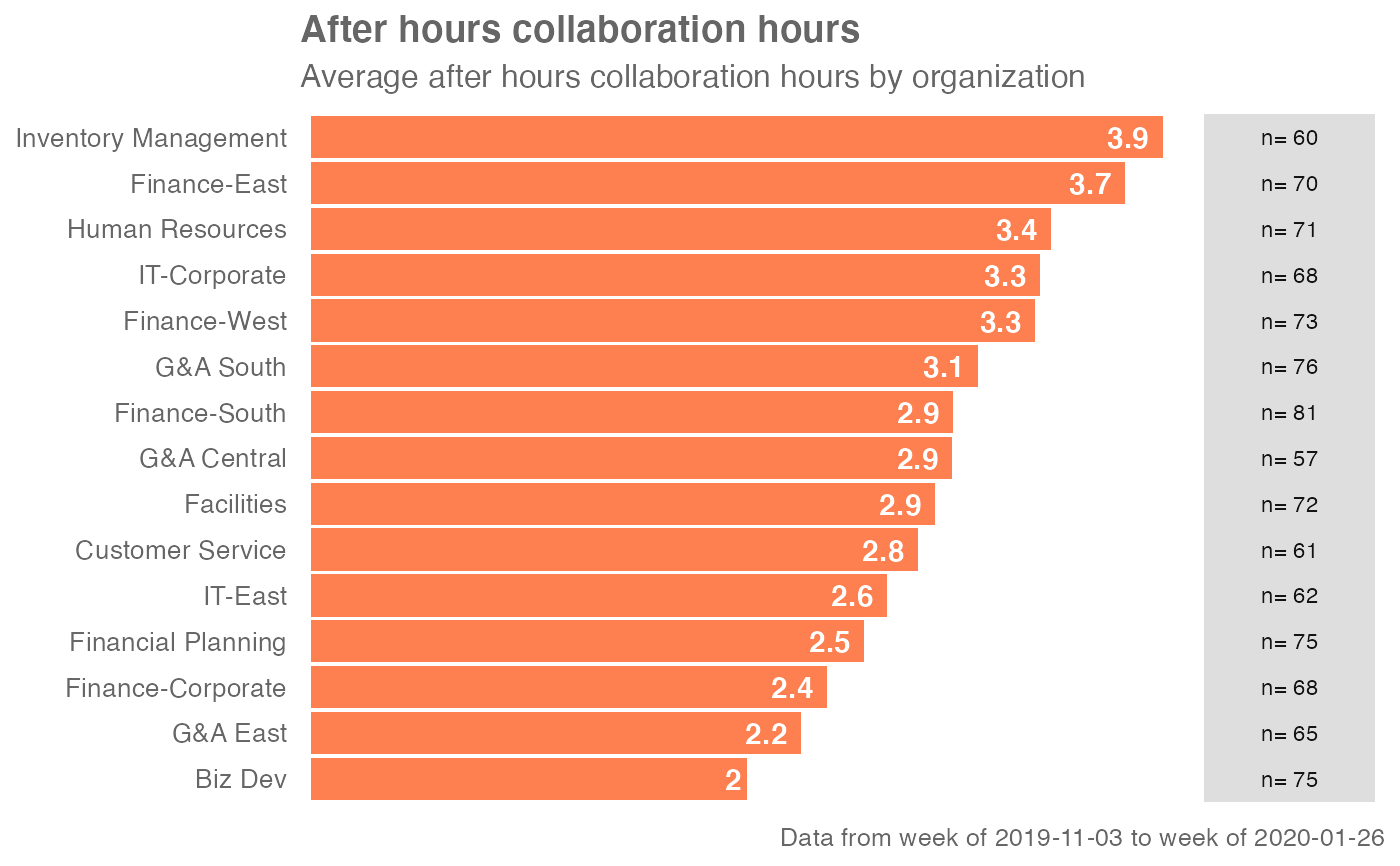 After hours collaboration hours
Average after hours collaboration hours by organization
Inventory Management 3.9 n= 60
Finance-East 3.7 n= 70
Human Resources 3.4 n= 71
IT-Corporate 3.3 n= 68
Finance-West 3.3 n= 73
G&A South 3.1 n= 76
Finance-South 2.9 n= 81
G&A Central 2.9 n= 57
Facilities 2.9 n= 72
Customer Service 2.8 n= 61
IT-East 2.6 n= 62
Financial Planning 2.5 n= 75
Finance-Corporate 2.4 n= 68
G&A East 2.2 n= 65
Biz Dev 2 n= 75
Data from week of 2019-11-03 to week of 2020-01-26